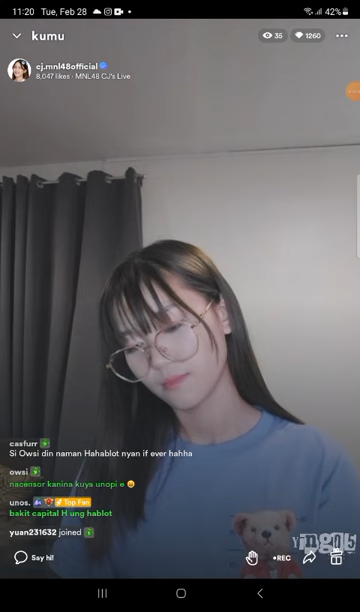 11:20 Tue, Feb 28 42%
kumu 35 1260
cj.mnl48official
8,047 likes · MNL48 CJ's Live
casfurr
Si Owsi din naman Hahablot nyan if ever hahha
owsi
nacensor kanina kuya unopi e 😄
unos. Top Fan
bakit capital H ung hablot
yuan231632 joined
Say hi! •REC